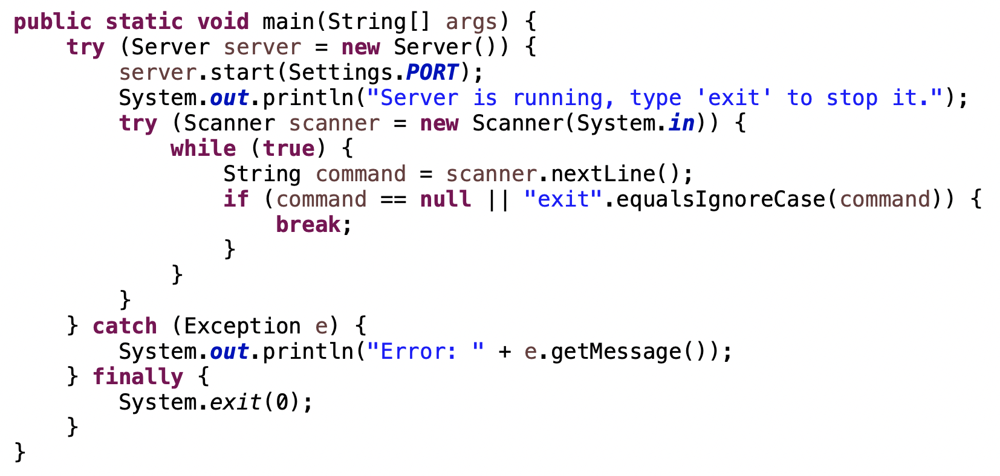 public static void main(String[] args) {
    try (Server server = new Server()) {
        server.start(Settings.PORT);
        System.out.println("Server is running, type 'exit' to stop it.");
        try (Scanner scanner = new Scanner(System.in)) {
            while (true) {
                String command = scanner.nextLine();
                if (command == null || "exit".equalsIgnoreCase(command)) {
                    break;
                }
            }
        }
    } catch (Exception e) {
        System.out.println("Error: " + e.getMessage());
    } finally {
        System.exit(0);
    }
}